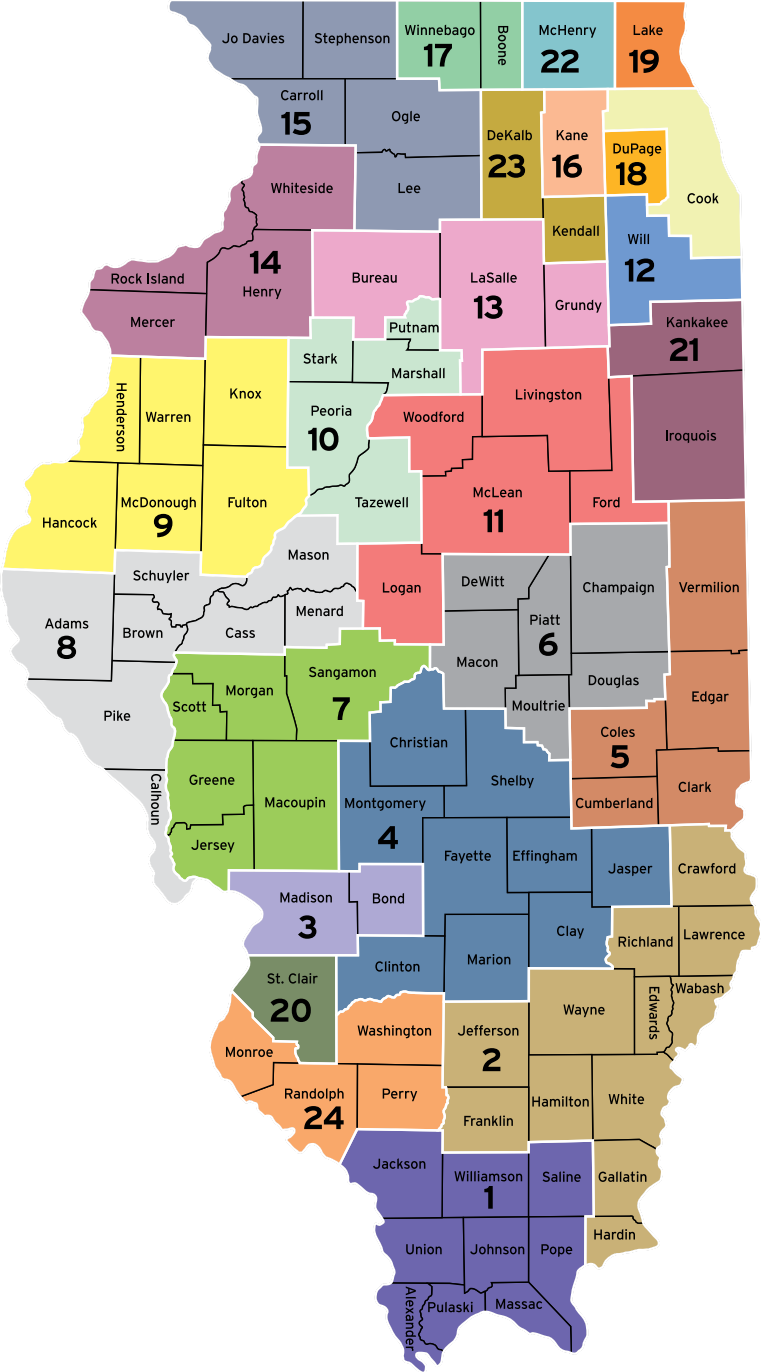 Jo Davies
Stephenson
Winnebago
17
Boone
McHenry
22
Lake
19
Carroll
15
Ogle
DeKalb
23
Kane
16
DuPage
18
Cook
Whiteside
Lee
Kendall
Will
12
14
Henry
Rock Island
Mercer
Bureau
LaSalle
13
Grundy
Putnam
Kankakee
21
Stark
Marshall
Henderson
Warren
Knox
Peoria
10
Woodford
Livingston
Iroquois
Hancock
McDonough
9
Fulton
Tazewell
McLean
11
Ford
Mason
Schuyler
Logan
DeWitt
Champaign
Vermilion
Adams
8
Brown
Cass
Menard
Piatt
6
Macon
Pike
Scott
Morgan
Sangamon
7
Moultrie
Douglas
Edgar
Christian
Coles
5
Calhoun
Greene
Macoupin
Montgomery
4
Shelby
Cumberland
Clark
Jersey
Fayette
Effingham
Jasper
Crawford
Madison
3
Bond
Clay
Richland
Lawrence
Clinton
Marion
St. Clair
20
Wayne
Edwards
Wabash
Monroe
Washington
Jefferson
2
Randolph
24
Perry
Franklin
Hamilton
White
Jackson
Williamson
1
Saline
Gallatin
Union
Johnson
Pope
Hardin
Alexander
Pulaski
Massac